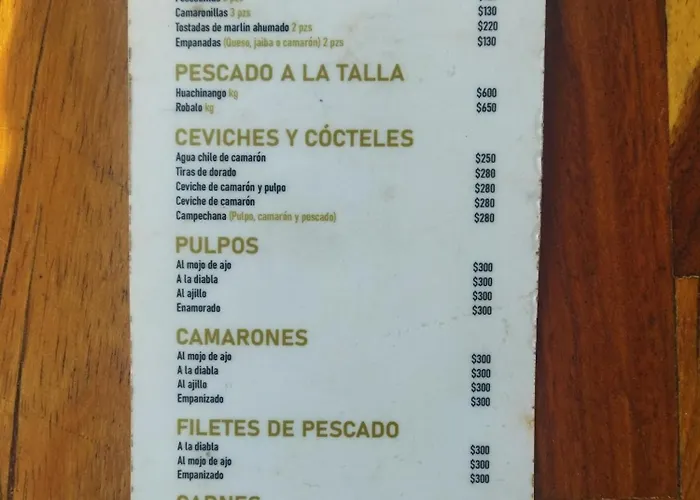 Camaronillas 3 pzs $130
Tostadas de marlin ahumado 2 pzs $220
Empanadas (Queso, jaiba o camarón) 2 pzs $130
PESCADO A LA TALLA
Huachinango kg $600
Robalo kg $650
CEVICHES Y CÓCTELES
Agua chile de camarón $250
Tiras de dorado $280
Ceviche de camarón y pulpo $280
Ceviche de camarón $280
Campechana (Pulpo, camarón y pescado) $280
PULPOS
Al mojo de ajo $300
A la diabla $300
Al ajillo $300
Enamorado $300
CAMARONES
Al mojo de ajo $300
A la diabla $300
Al ajillo $300
Empanizado $300
FILETES DE PESCADO
A la diabla $300
Al mojo de ajo $300
Empanizado $300
CARNES